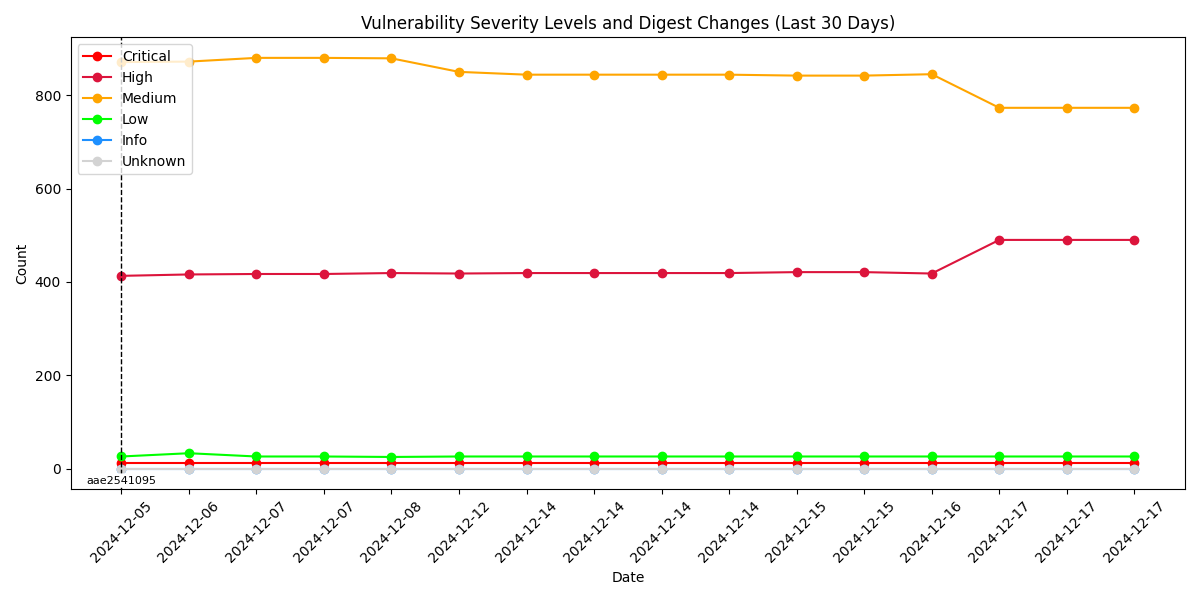 Vulnerability Severity Levels and Digest Changes (Last 30 Days)
Critical
High
Medium
Low
Info
Unknown
Count
800
600
400
200
0
aae2541095
2024-12-05
2024-12-06
2024-12-07
2024-12-07
2024-12-08
2024-12-12
2024-12-14
2024-12-14
2024-12-14
2024-12-14
2024-12-15
2024-12-15
2024-12-16
2024-12-17
2024-12-17
2024-12-17
Date